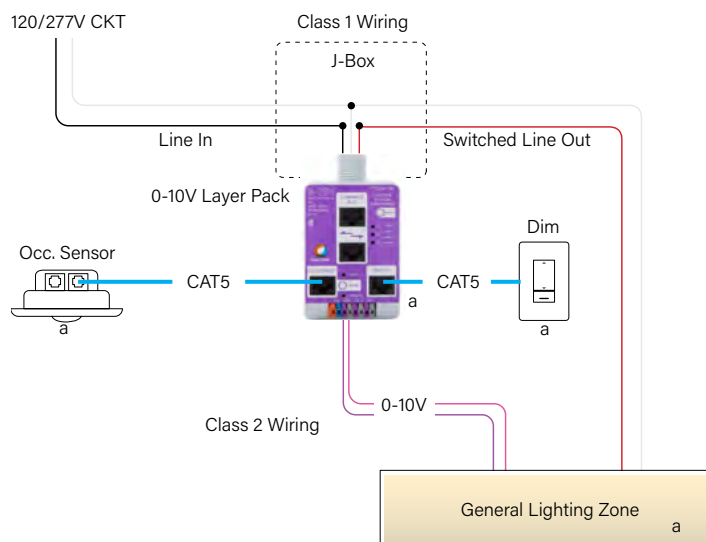 120/277V CKT
Class 1 Wiring
J-Box
Line In
Switched Line Out
0-10V Layer Pack
Dim
Occ. Sensor
CAT5
CAT5
a
a
a
0-10V
Class 2 Wiring
General Lighting Zone
a